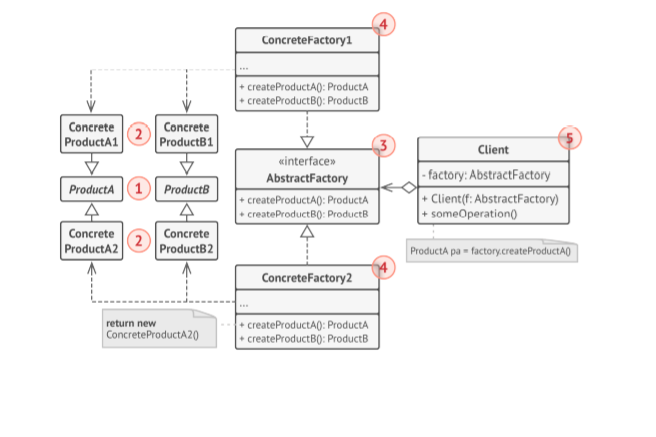 4
ConcreteFactory1
...
+ createProductA(): ProductA
+ createProductB(): ProductB
Concrete
ProductA1
2
Concrete
ProductB1
ProductA
1
ProductB
Concrete
ProductA2
2
Concrete
ProductB2
3
«interface»
AbstractFactory
+ createProductA(): ProductA
+ createProductB(): ProductB
5
Client
- factory: AbstractFactory
+ Client(f: AbstractFactory)
+ someOperation()
ProductA pa = factory.createProductA()
4
ConcreteFactory2
...
+ createProductA(): ProductA
+ createProductB(): ProductB
return new
ConcreteProductA2()